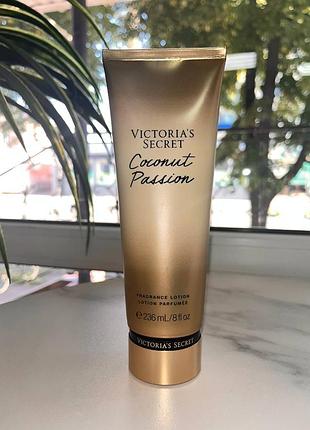 VICTORIA'S
SECRET
Coconut
Passion
FRAGRANCE LOTION
LOTION PARFUMÉE
℮ 236 mL/8 fl oz
VICTORIA'S SECRET